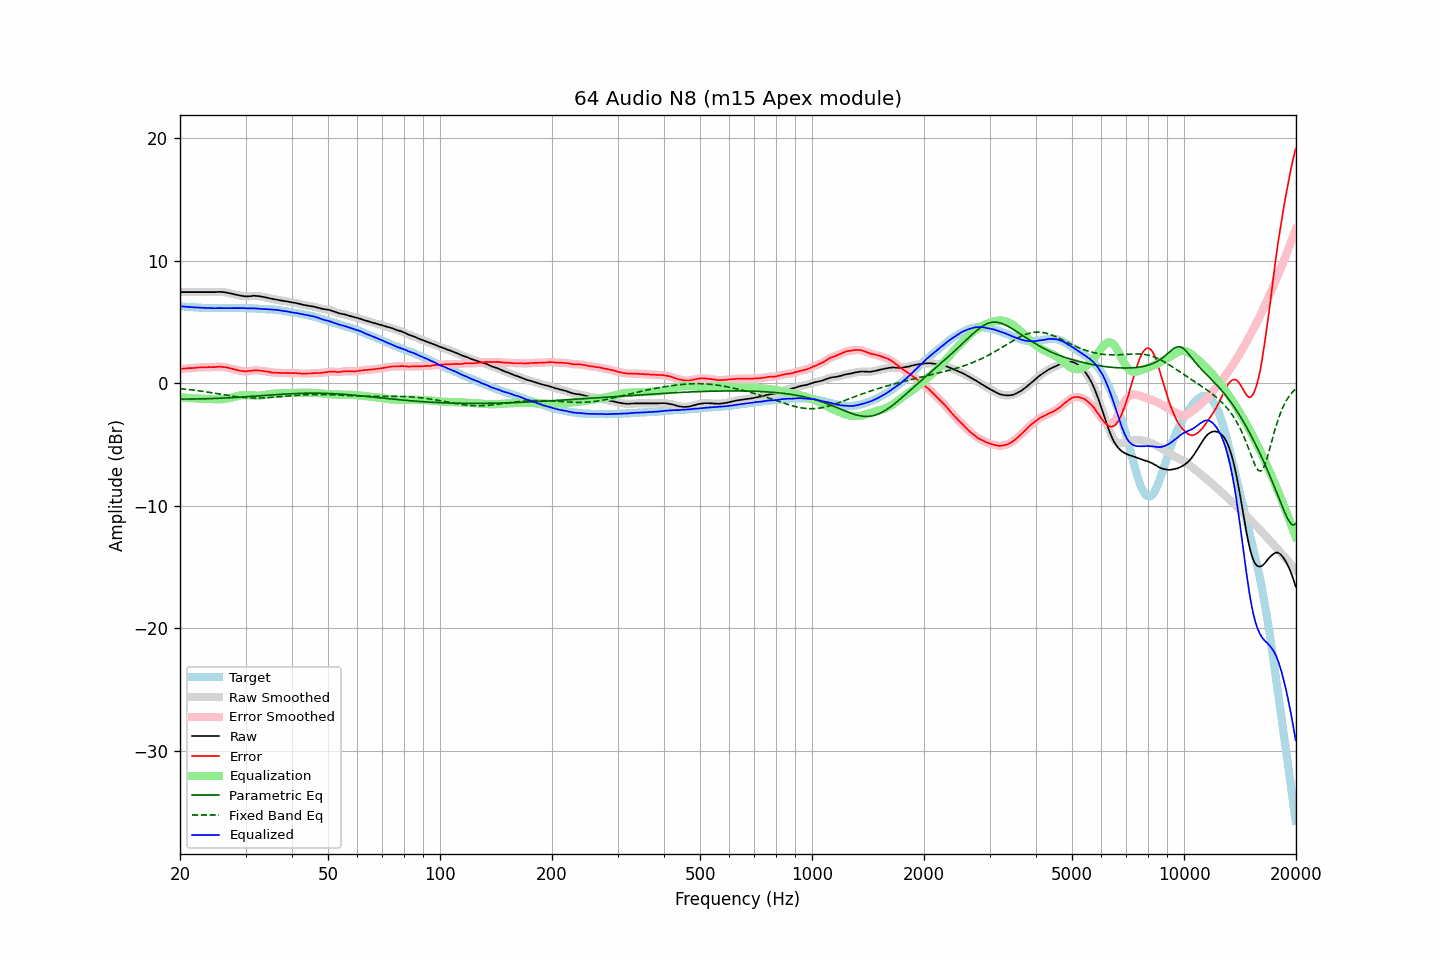 64 Audio N8 (m15 Apex module)
20
10
0
−10
−20
−30
Amplitude (dBr)
Target
Raw Smoothed
Error Smoothed
Raw
Error
Equalization
Parametric Eq
Fixed Band Eq
Equalized
20 50 100 200 500 1000 2000 5000 10000 20000
Frequency (Hz)